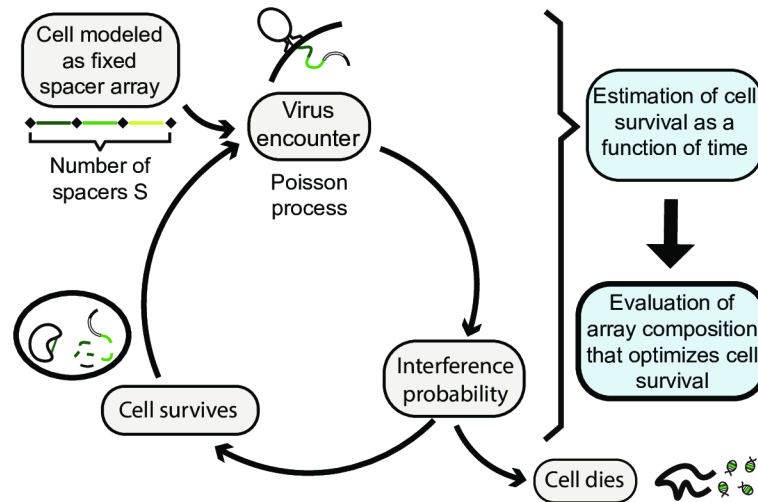 Cell modeled
as fixed
spacer array
Number of
spacers S
Virus
encounter
Poisson
process
Interference
probability
Cell survives
Cell dies
Estimation of cell
survival as a
function of time
Evaluation of
array composition
that optimizes cell
survival